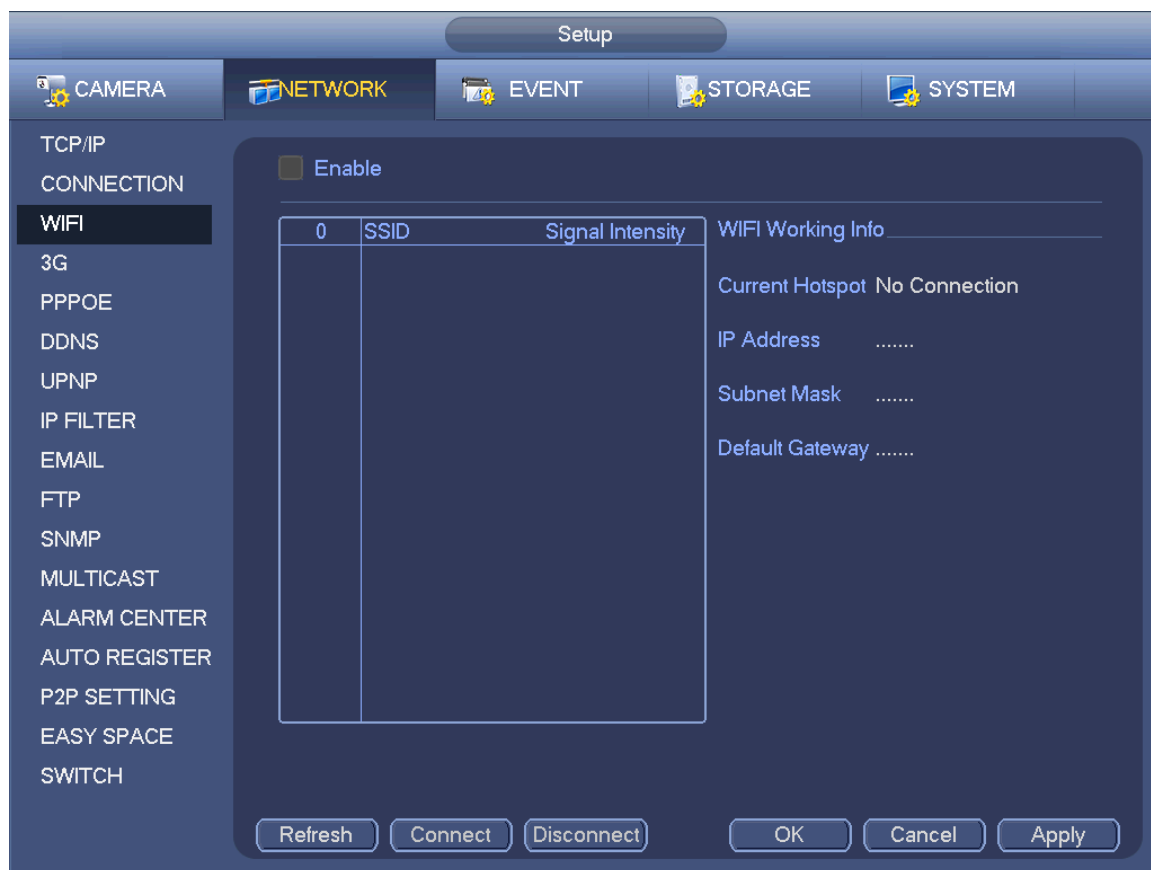 Setup
CAMERA NETWORK EVENT STORAGE SYSTEM
TCP/IP
CONNECTION
WIFI
3G
PPPOE
DDNS
UPNP
IP FILTER
EMAIL
FTP
SNMP
MULTICAST
ALARM CENTER
AUTO REGISTER
P2P SETTING
EASY SPACE
SWITCH
Enable
0 SSID Signal Intensity
WIFI Working Info
Current Hotspot No Connection
IP Address .......
Subnet Mask .......
Default Gateway .......
Refresh Connect Disconnect OK Cancel Apply